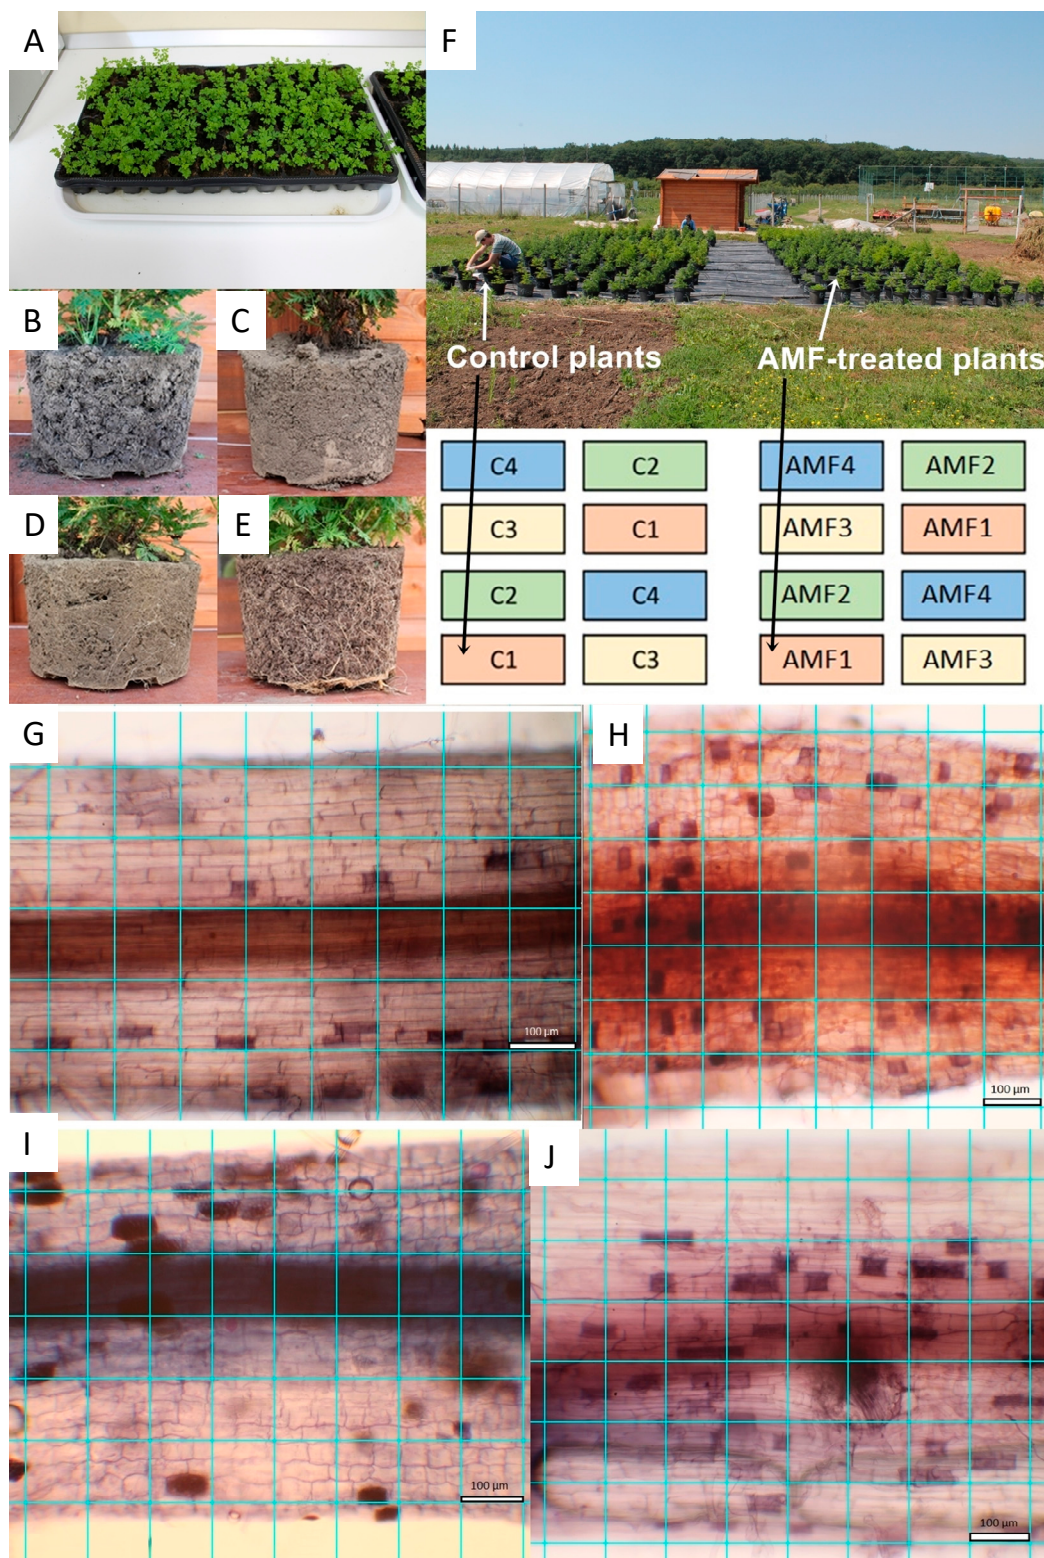 A
F
B
C
Control plants
AMF-treated plants
C4
C2
AMF4
AMF2
D
E
C3
C1
AMF3
AMF1
C2
C4
AMF2
AMF4
C1
C3
AMF1
AMF3
G
H
100 µm
100 µm
I
J
100 µm
100 µm